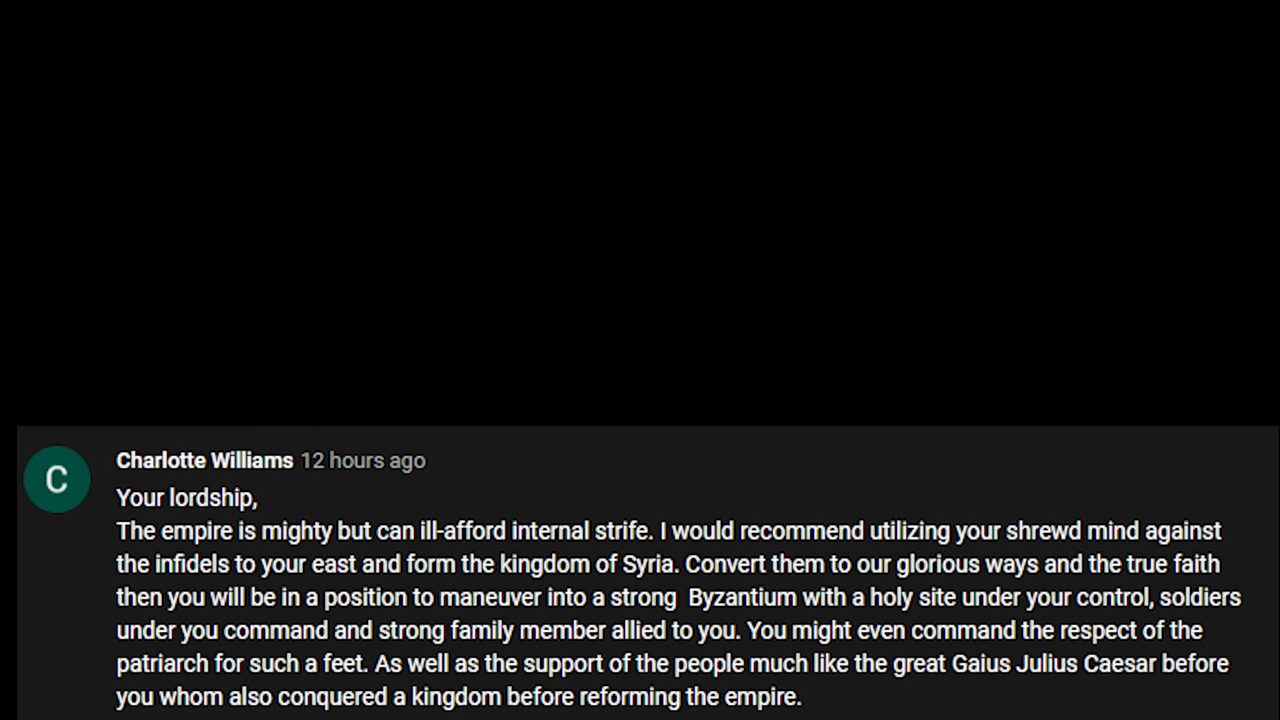 C
Charlotte Williams 12 hours ago
Your lordship,
The empire is mighty but can ill-afford internal strife. I would recommend utilizing your shrewd mind against
the infidels to your east and form the kingdom of Syria. Convert them to our glorious ways and the true faith
then you will be in a position to maneuver into a strong  Byzantium with a holy site under your control, soldiers
under you command and strong family member allied to you. You might even command the respect of the
patriarch for such a feet. As well as the support of the people much like the great Gaius Julius Caesar before
you whom also conquered a kingdom before reforming the empire.